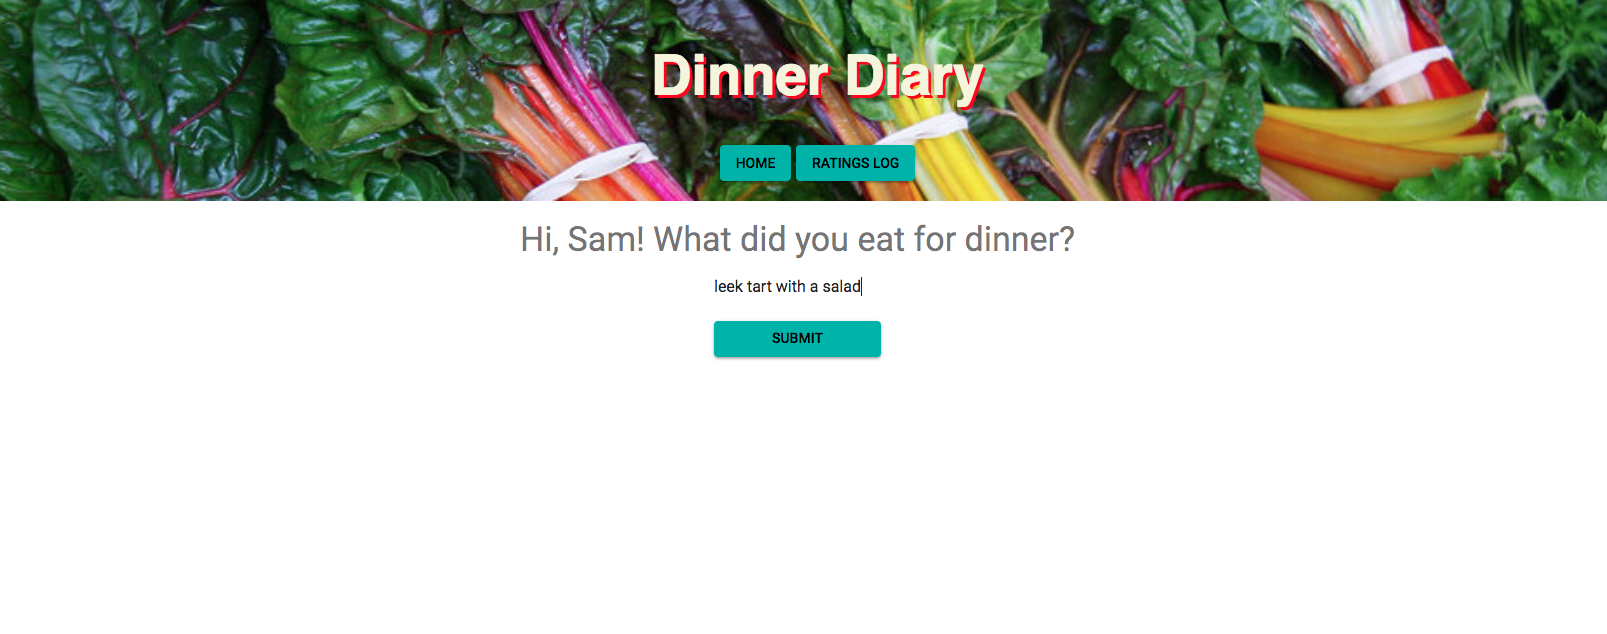 Dinner Diary
HOME RATINGS LOG
Hi, Sam! What did you eat for dinner?
leek tart with a salad
SUBMIT